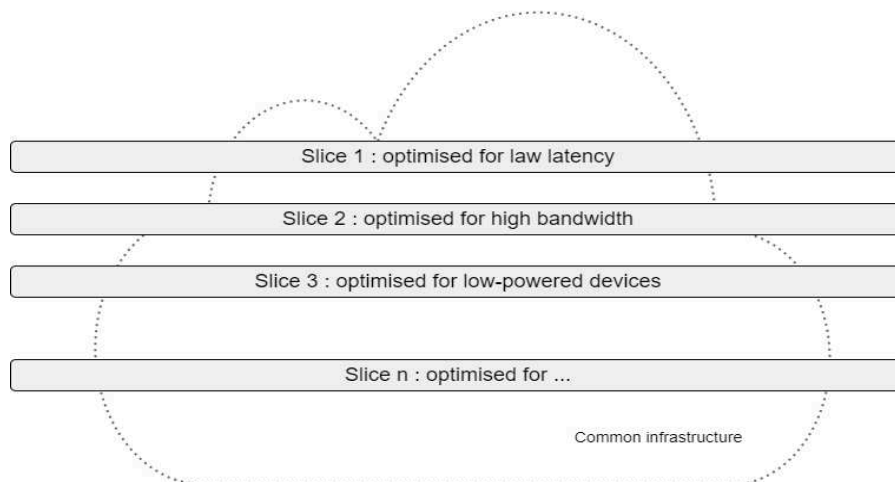 Slice 1 : optimised for law latency
Slice 2 : optimised for high bandwidth
Slice 3 : optimised for low-powered devices
Slice n : optimised for ...
Common infrastructure